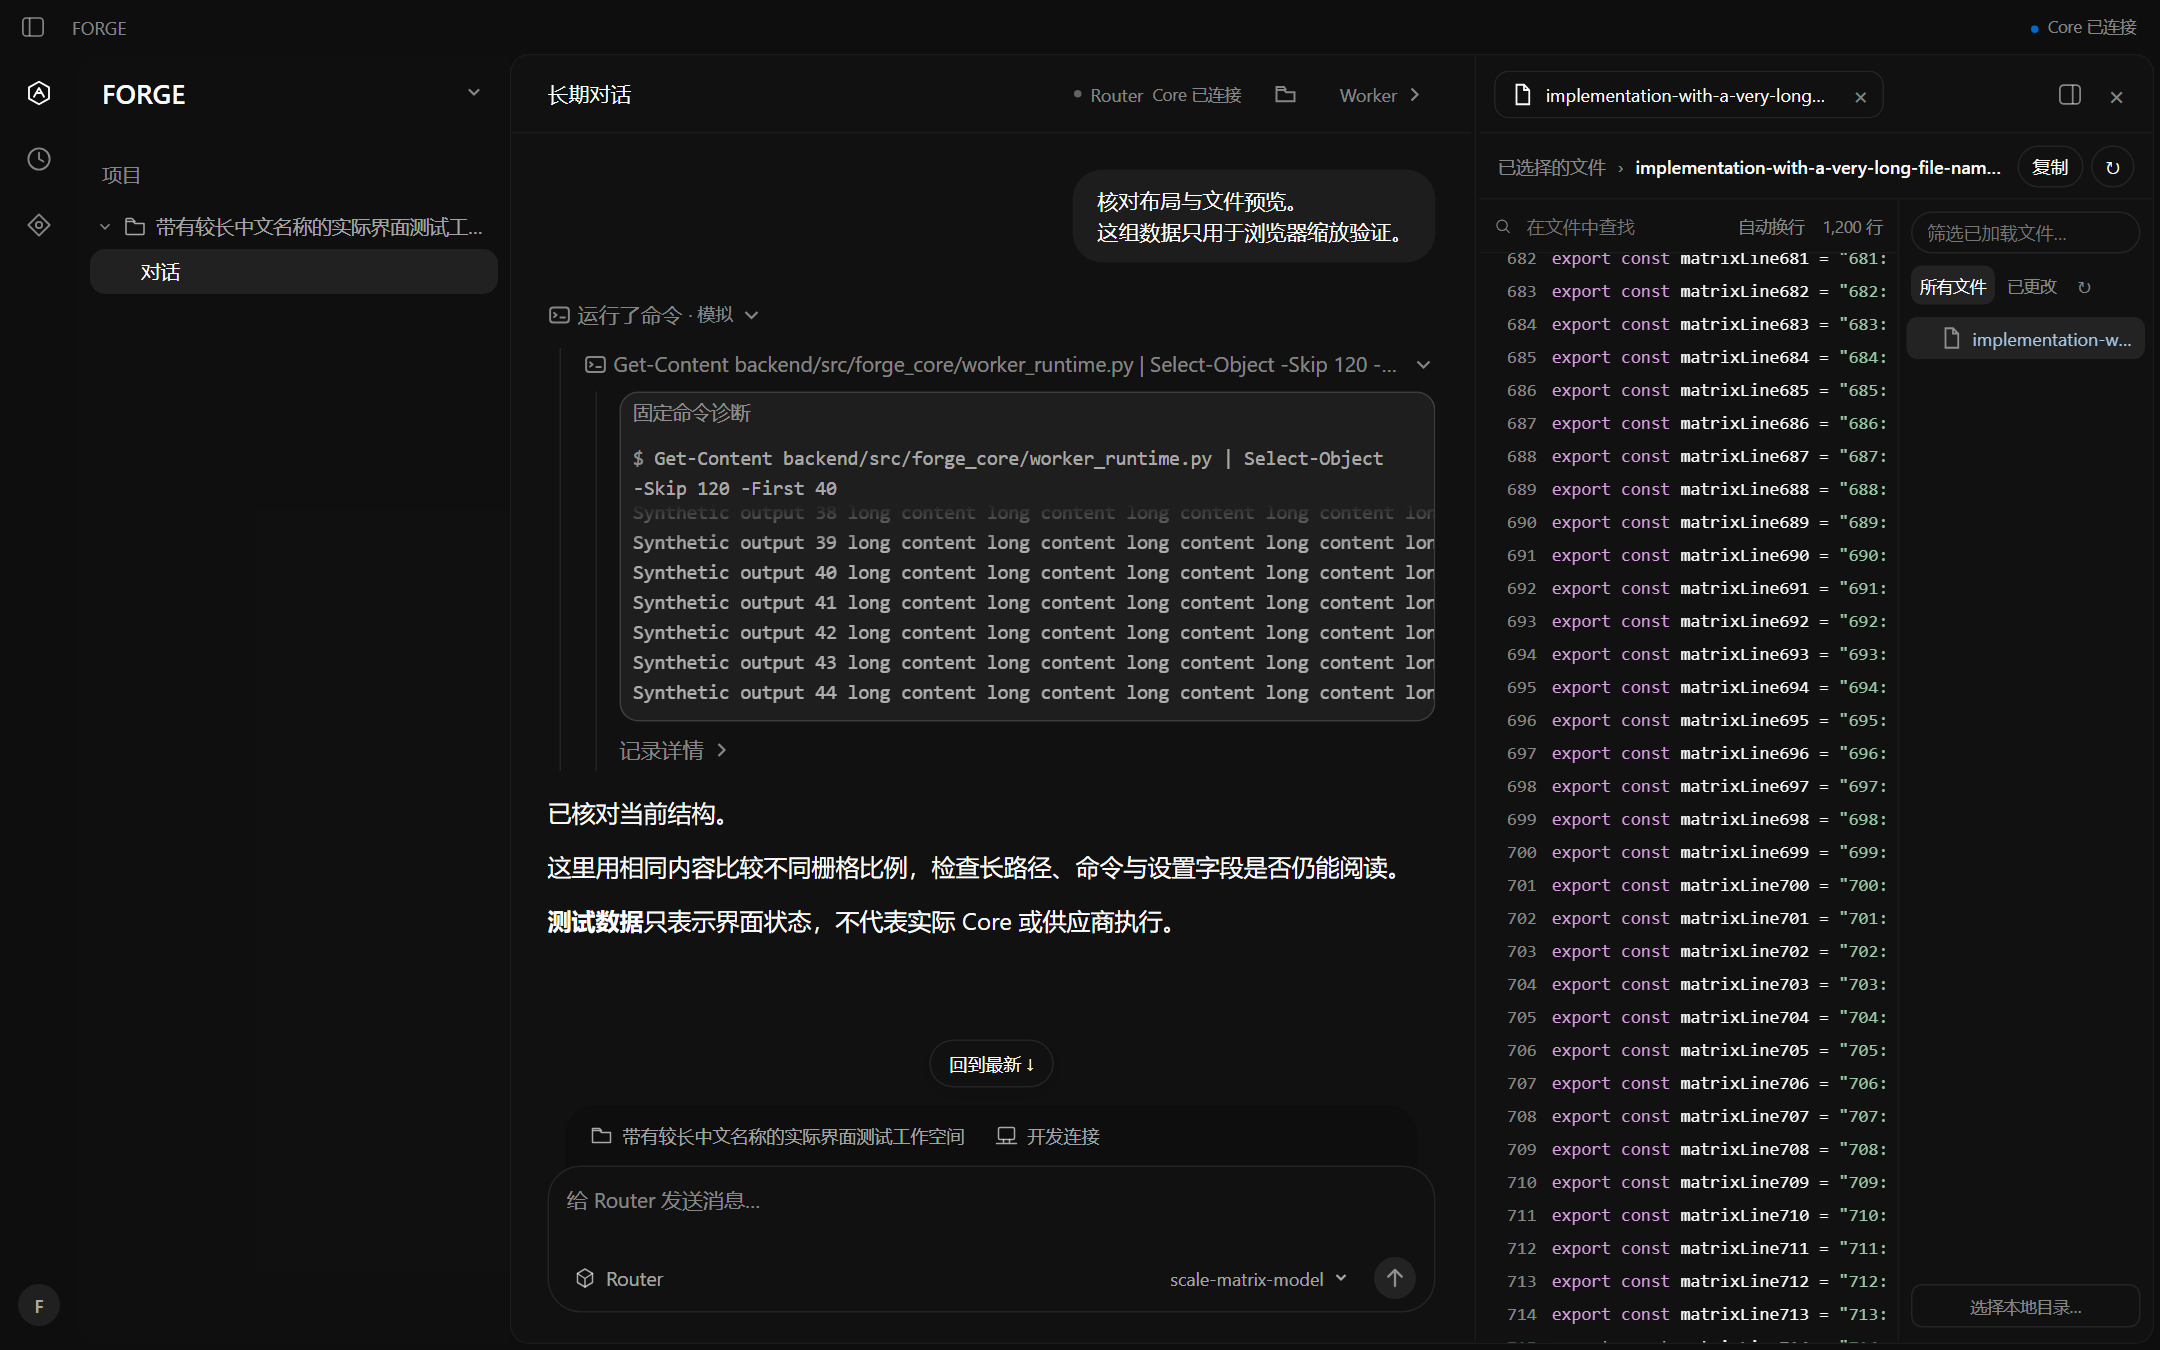 FORGE
Core 已连接
FORGE
项目
带有较长中文名称的实际界面测试工...
对话
F
长期对话
Router Core 已连接
Worker
核对布局与文件预览。
这组数据只用于浏览器缩放验证。
运行了命令 · 模拟
Get-Content backend/src/forge_core/worker_runtime.py | Select-Object -Skip 120 -...
固定命令诊断
$ Get-Content backend/src/forge_core/worker_runtime.py | Select-Object
-Skip 120 -First 40
Synthetic output 38 long content long content long content long content lon
Synthetic output 39 long content long content long content long content lon
Synthetic output 40 long content long content long content long content lon
Synthetic output 41 long content long content long content long content lon
Synthetic output 42 long content long content long content long content lon
Synthetic output 43 long content long content long content long content lon
Synthetic output 44 long content long content long content long content lon
记录详情
已核对当前结构。
这里用相同内容比较不同栅格比例，检查长路径、命令与设置字段是否仍能阅读。
测试数据只表示界面状态，不代表实际 Core 或供应商执行。
回到最新 ↓
带有较长中文名称的实际界面测试工作空间
开发连接
给 Router 发送消息...
Router
scale-matrix-model
implementation-with-a-very-long...
已选择的文件 › implementation-with-a-very-long-file-nam...
复制
在文件中查找
自动换行
1,200 行
682 export const matrixLine681 = "681:
683 export const matrixLine682 = "682:
684 export const matrixLine683 = "683:
685 export const matrixLine684 = "684:
686 export const matrixLine685 = "685:
687 export const matrixLine686 = "686:
688 export const matrixLine687 = "687:
689 export const matrixLine688 = "688:
690 export const matrixLine689 = "689:
691 export const matrixLine690 = "690:
692 export const matrixLine691 = "691:
693 export const matrixLine692 = "692:
694 export const matrixLine693 = "693:
695 export const matrixLine694 = "694:
696 export const matrixLine695 = "695:
697 export const matrixLine696 = "696:
698 export const matrixLine697 = "697:
699 export const matrixLine698 = "698:
700 export const matrixLine699 = "699:
701 export const matrixLine700 = "700:
702 export const matrixLine701 = "701:
703 export const matrixLine702 = "702:
704 export const matrixLine703 = "703:
705 export const matrixLine704 = "704:
706 export const matrixLine705 = "705:
707 export const matrixLine706 = "706:
708 export const matrixLine707 = "707:
709 export const matrixLine708 = "708:
710 export const matrixLine709 = "709:
711 export const matrixLine710 = "710:
712 export const matrixLine711 = "711:
713 export const matrixLine712 = "712:
714 export const matrixLine713 = "713:
筛选已加载文件...
所有文件
已更改
implementation-w...
选择本地目录...